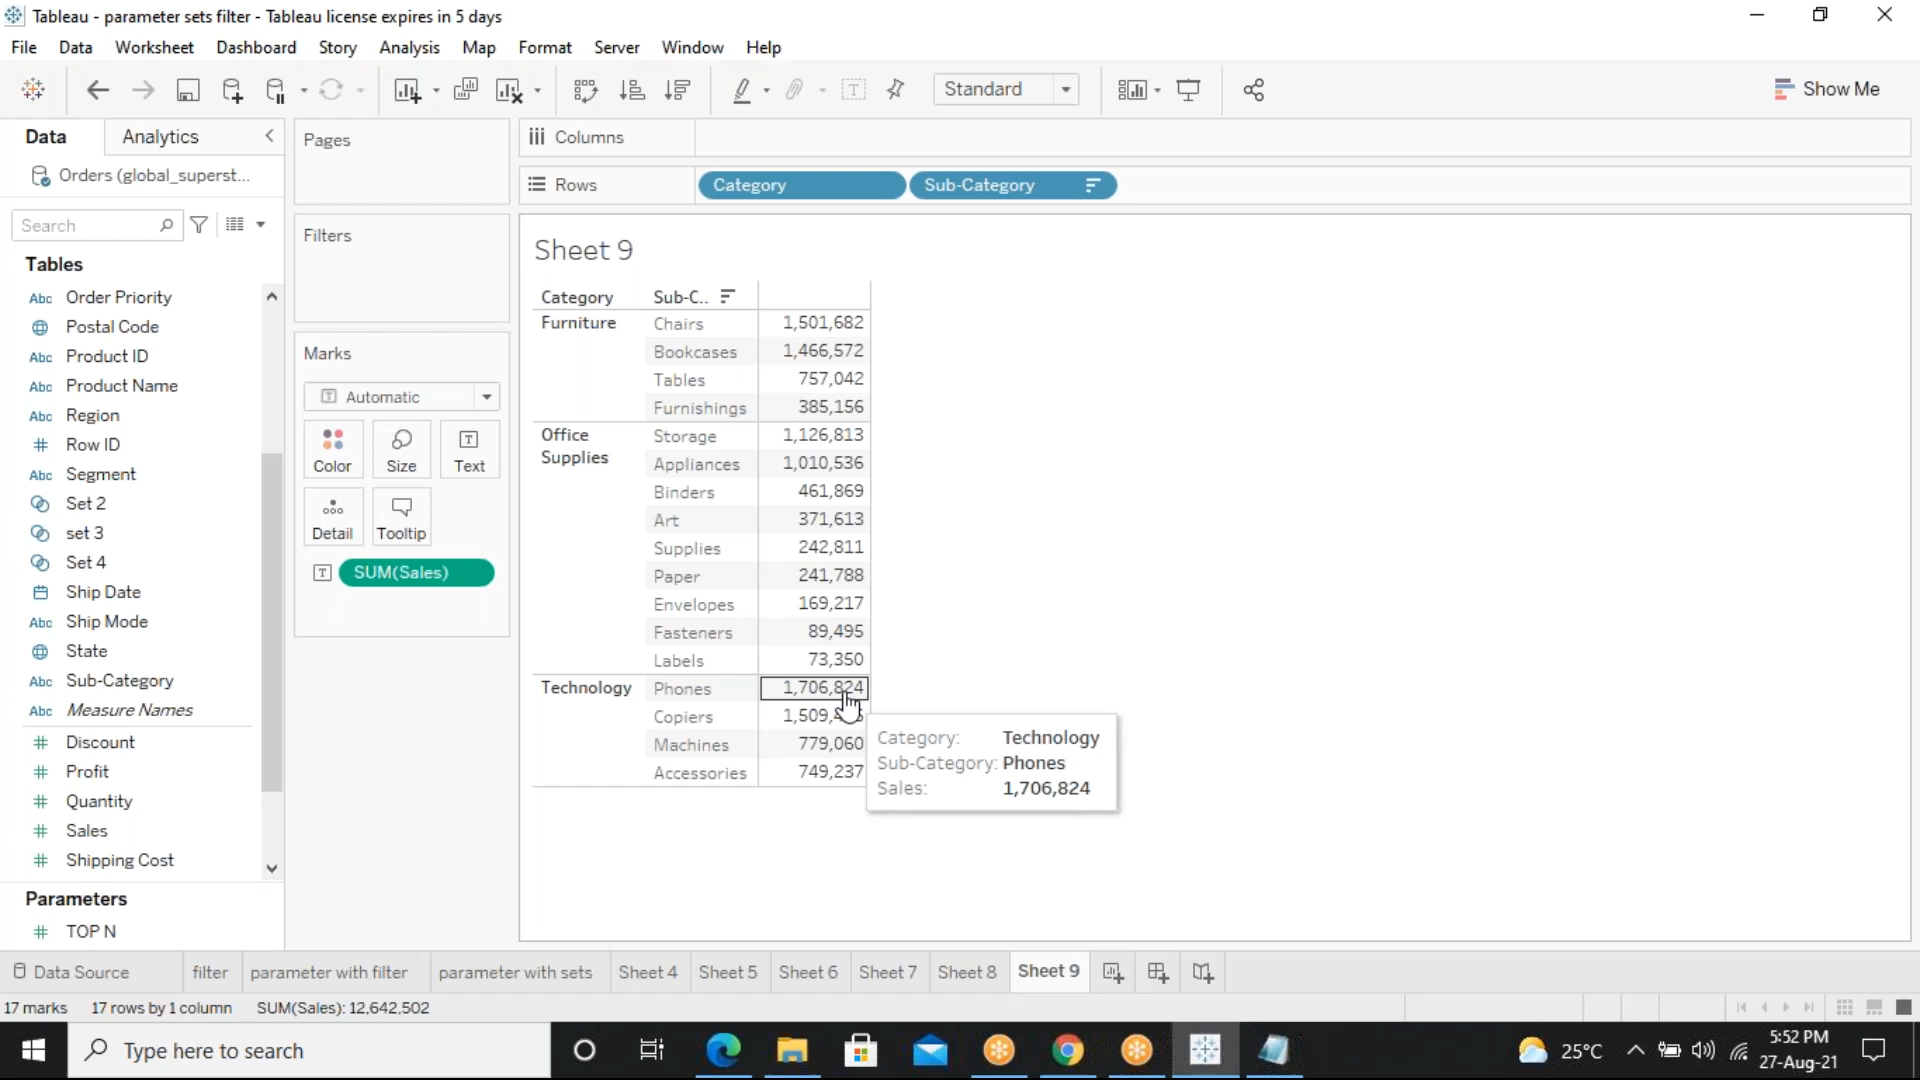 Tableau - parameter sets filter - Tableau license expires in 5 days
File Data Worksheet Dashboard Story Analysis Map Format Server Window Help
Standard
Show Me
Data Analytics
Pages
Columns
Orders (global_superst...
Rows
Category
Sub-Category
Search
Filters
Sheet 9
Tables
Abc Order Priority
Postal Code
Abc Product ID
Abc Product Name
Abc Region
# Row ID
Abc Segment
Set 2
set 3
Set 4
Ship Date
Abc Ship Mode
State
Abc Sub-Category
Abc Measure Names
# Discount
# Profit
# Quantity
# Sales
# Shipping Cost
Parameters
# TOP N
Marks
T Automatic
Color Size T Text
Detail Tooltip
T SUM(Sales)
Category Sub-C..
Furniture Chairs 1,501,682
Bookcases 1,466,572
Tables 757,042
Furnishings 385,156
Office Supplies Storage 1,126,813
Appliances 1,010,536
Binders 461,869
Art 371,613
Supplies 242,811
Paper 241,788
Envelopes 169,217
Fasteners 89,495
Labels 73,350
Technology Phones 1,706,824
Copiers
Machines 779,060
Accessories 749,237
Category: Technology
Sub-Category: Phones
Sales: 1,706,824
Data Source filter parameter with filter parameter with sets Sheet 4 Sheet 5 Sheet 6 Sheet 7 Sheet 8 Sheet 9
17 marks 17 rows by 1 column SUM(Sales): 12,642,502
Type here to search
25°C
5:52 PM
27-Aug-21